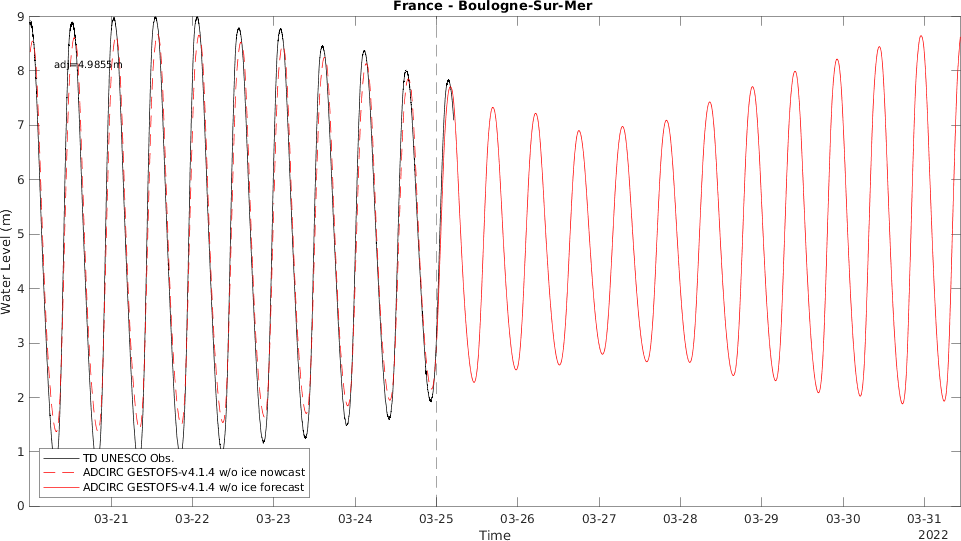 France - Boulogne-Sur-Mer
9
adj=4.9855m
8
7
6
5
4
3
2
1
0
Water Level (m)
TD UNESCO Obs.
ADCIRC GESTOFS-v4.1.4 w/o ice nowcast
ADCIRC GESTOFS-v4.1.4 w/o ice forecast
03-21 03-22 03-23 03-24 03-25 03-26 03-27 03-28 03-29 03-30 03-31
Time
2022